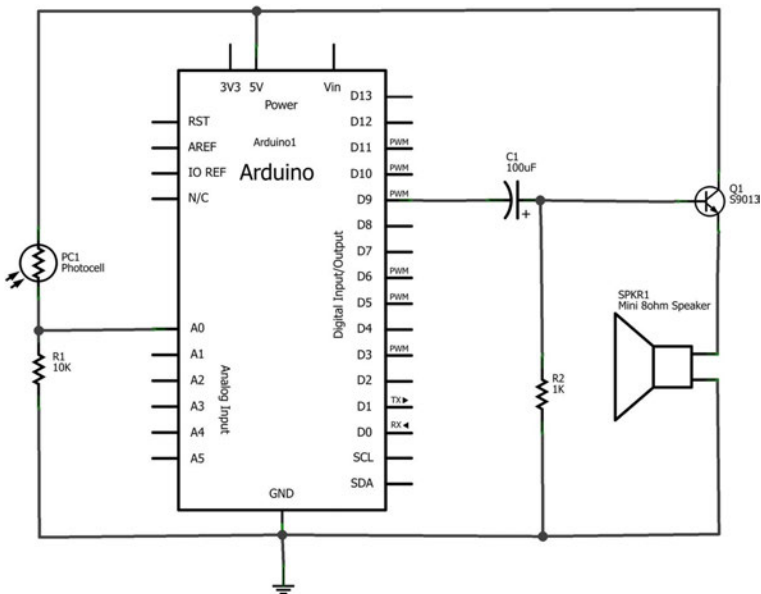 3V3 5V Vin
Power
Arduino1
Arduino
RST
AREF
IO REF
N/C
D13
D12
D11 PWM
D10 PWM
D9 PWM
D8
D7
D6 PWM
D5 PWM
D4
D3 PWM
D2
D1 TX
D0 RX
SCL
SDA
Digital Input/Output
A0
A1
A2
A3
A4
A5
Analog Input
GND
PC1
Photocell
R1
10K
C1
100uF
+
Q1
S9013
R2
1K
SPKR1
Mini 8ohm Speaker